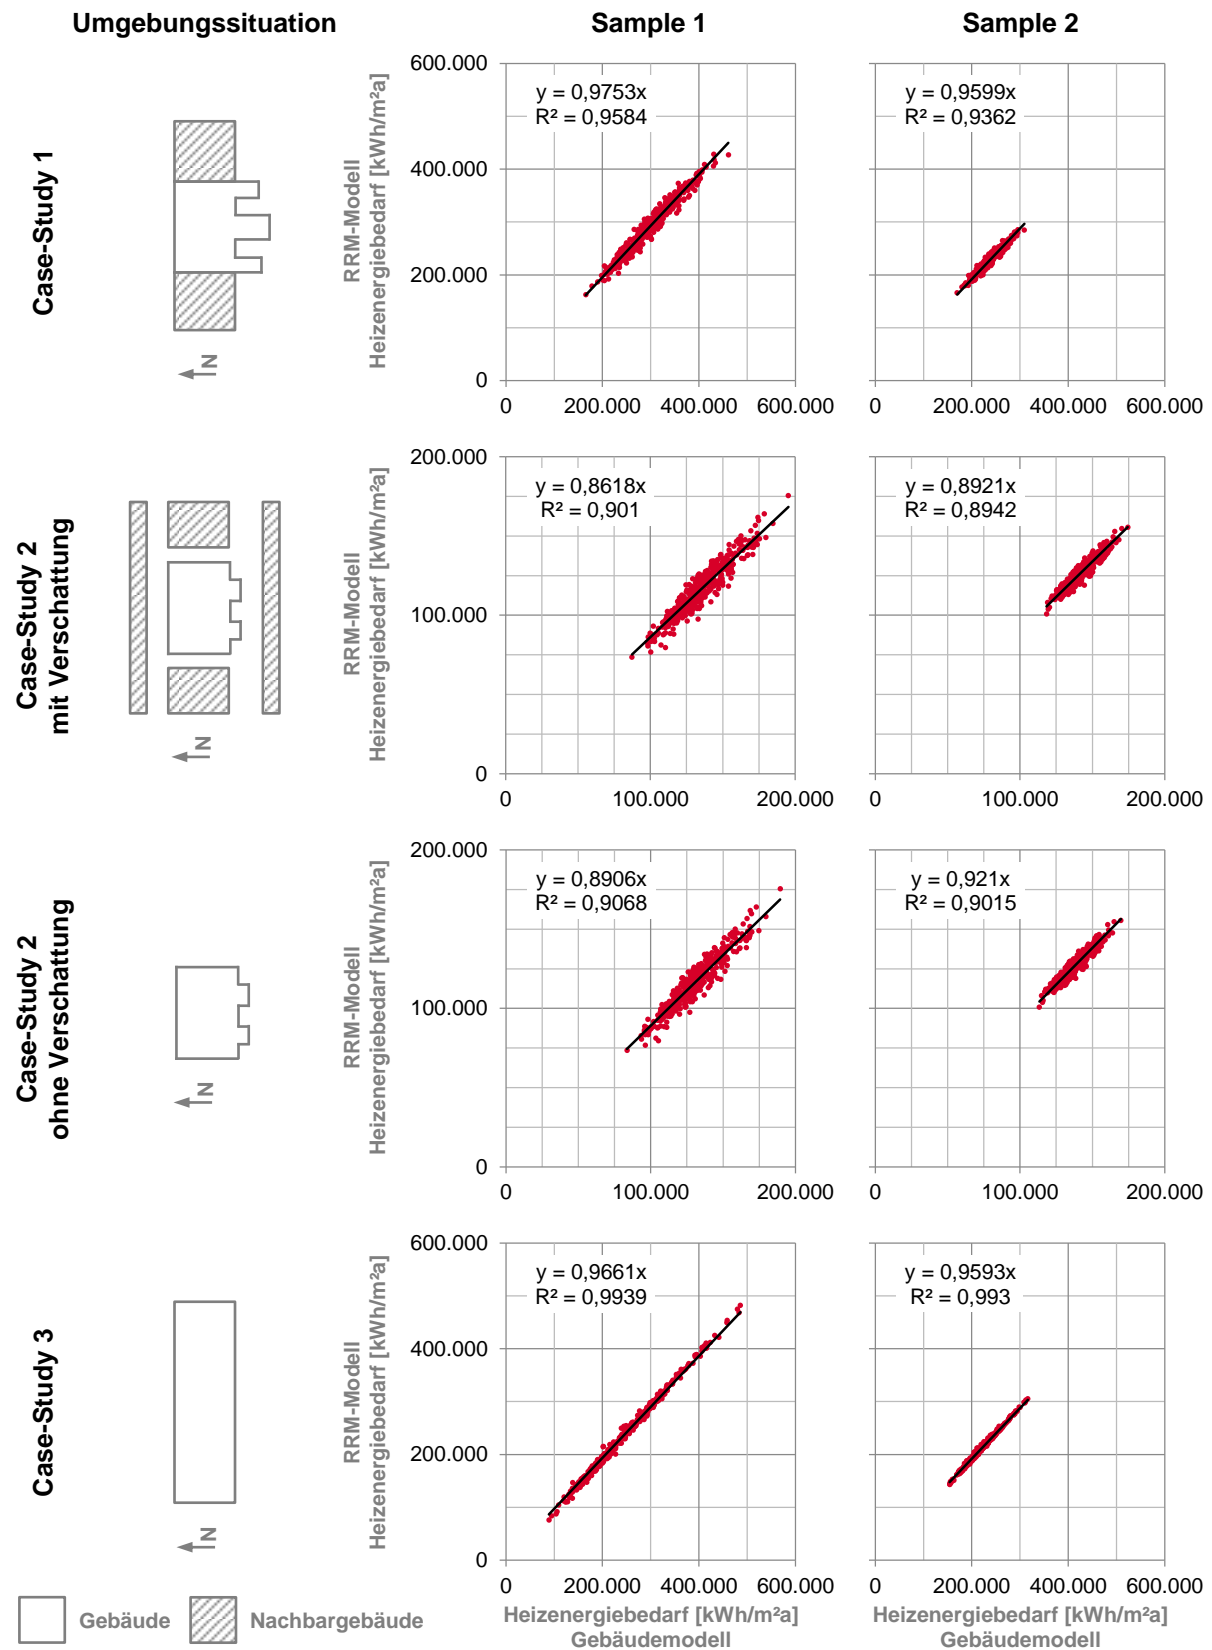 Umgebungssituation
Sample 1
Sample 2
Case-Study 1
N
RRM-Modell
Heizenergiebedarf [kWh/m²a]
600.000
400.000
200.000
0
y = 0,9753x
R² = 0,9584
0
200.000
400.000
600.000
y = 0,9599x
R² = 0,9362
0
200.000
400.000
600.000
Case-Study 2
mit Verschattung
N
RRM-Modell
Heizenergiebedarf [kWh/m²a]
200.000
100.000
0
y = 0,8618x
R² = 0,901
0
100.000
200.000
y = 0,8921x
R² = 0,8942
0
100.000
200.000
Case-Study 2
ohne Verschattung
N
RRM-Modell
Heizenergiebedarf [kWh/m²a]
200.000
100.000
0
y = 0,8906x
R² = 0,9068
0
100.000
200.000
y = 0,921x
R² = 0,9015
0
100.000
200.000
Case-Study 3
N
RRM-Modell
Heizenergiebedarf [kWh/m²a]
600.000
400.000
200.000
0
y = 0,9661x
R² = 0,9939
0
200.000
400.000
600.000
y = 0,9593x
R² = 0,993
0
200.000
400.000
600.000
Gebäude
Nachbargebäude
Heizenergiebedarf [kWh/m²a]
Gebäudemodell
Heizenergiebedarf [kWh/m²a]
Gebäudemodell